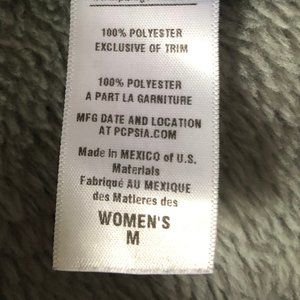 100% POLYESTER
EXCLUSIVE OF TRIM
100% POLYESTER
A PART LA GARNITURE
MFG DATE AND LOCATION
AT PCPSIA.COM
Made in MEXICO of U.S.
Materials
Fabriqué AU MEXIQUE
des Matieres des
WOMEN'S
M